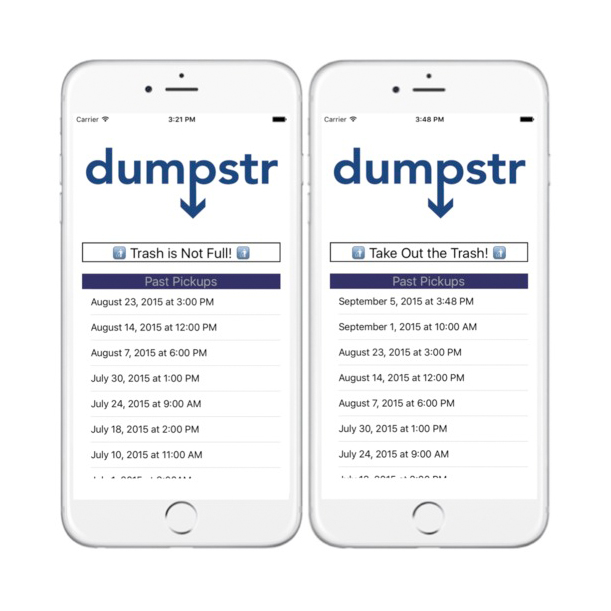 Carrier 3:21 PM
dumpstr
⬆️ Trash is Not Full! ⬆️
Past Pickups
August 23, 2015 at 3:00 PM
August 14, 2015 at 12:00 PM
August 7, 2015 at 6:00 PM
July 30, 2015 at 1:00 PM
July 24, 2015 at 9:00 AM
July 18, 2015 at 2:00 PM
July 10, 2015 at 11:00 AM
Carrier 3:48 PM
dumpstr
⬆️ Take Out the Trash! ⬆️
Past Pickups
September 5, 2015 at 3:48 PM
September 1, 2015 at 10:00 AM
August 23, 2015 at 3:00 PM
August 14, 2015 at 12:00 PM
August 7, 2015 at 6:00 PM
July 30, 2015 at 1:00 PM
July 24, 2015 at 9:00 AM